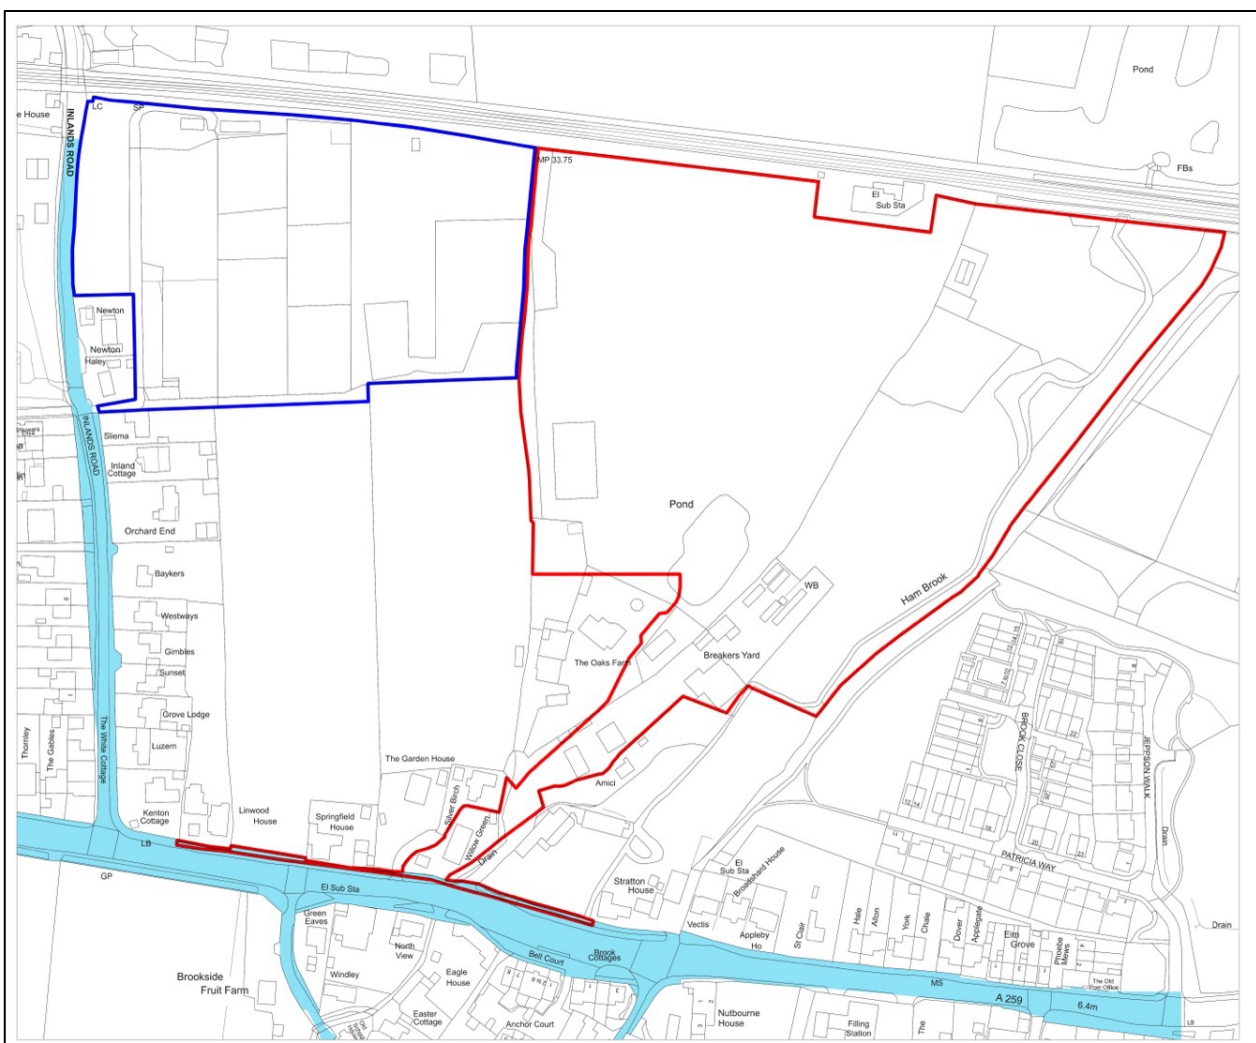 Pond
FBs
e House
INLANDS ROAD
LC
SP
MP 33.75
El
Sub Sta
Newton
Newton
Haley
INLANDS ROAD
Sliema
Inland
Cottage
Orchard End
Baykers
Westways
Gimbles
Sunset
Grove Lodge
Luzern
Thornley
The Gables
The White Cottage
Kenton
Cottage
LB
GP
Linwood
House
Springfield
House
The Garden House
Silver Birch
Willow Green
Drain
Pond
WB
Breakers Yard
The Oaks Farm
Ham Brook
Amici
El Sub Sta
Green
Eaves
North
View
Windley
Eagle
House
Easter
Cottage
Anchor Court
Bell Court
Brook
Cottages
Brookside
Fruit Farm
Stratton
House
El
Sub Sta
Broadshard House
Vectis
Appleby
Ho
St Clair
Hale
Alton
York
Chale
Dover
Applegate
Elm
Grove
Phoebe
Mews
The Old
Post Office
BROOK CLOSE
JEPPSON WALK
PATRICIA WAY
Drain
Drain
MS
A 259
6.4m
LB
Nutbourne
House
Filling
Station
The